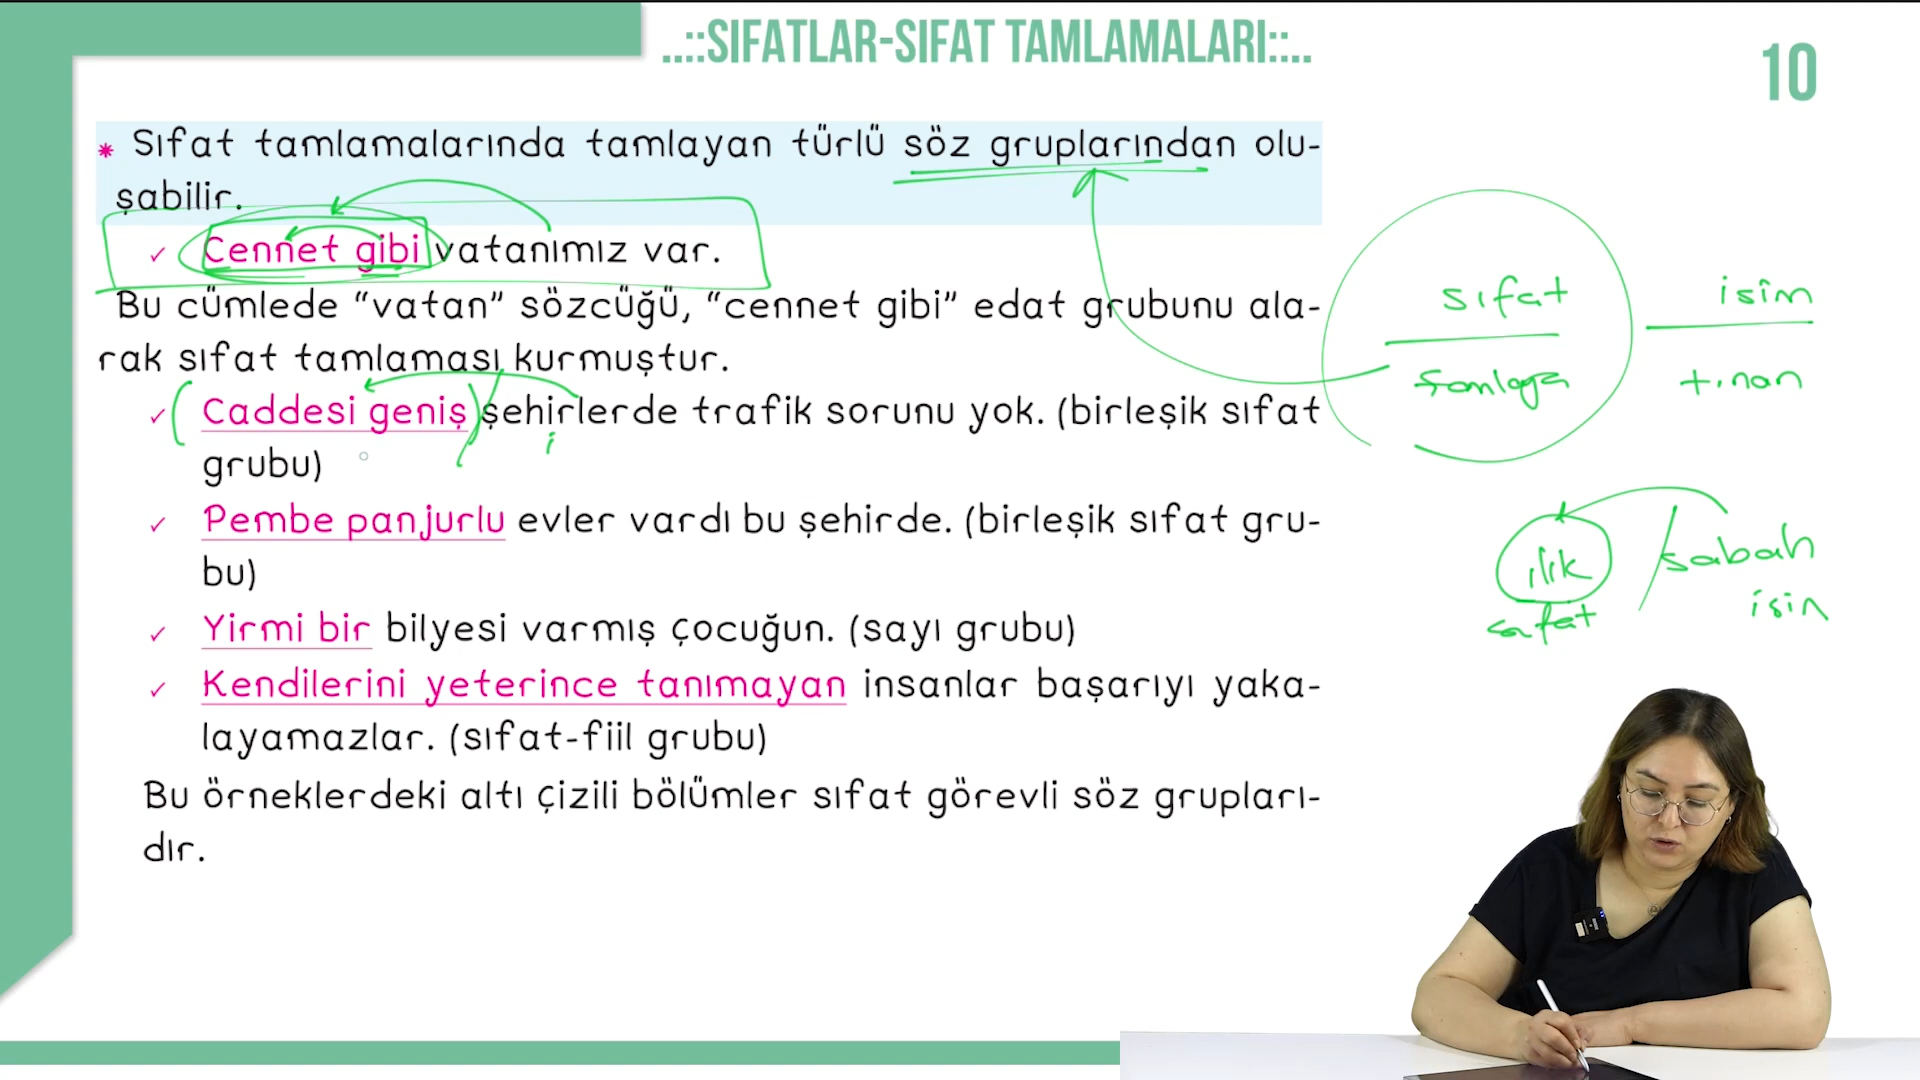 ..::SIFATLAR-SIFAT TAMLAMALARI::..
10
* Sıfat tamlamalarında tamlayan türlü söz gruplarından olu-
şabilir.
✓ Cennet gibi vatanımız var.
Bu cümlede “vatan” sözcüğü, “cennet gibi” edat grubunu ala-
rak sıfat tamlaması kurmuştur.
✓ Caddesi geniş şehirlerde trafik sorunu yok. (birleşik sıfat
grubu)
i
✓ Pembe panjurlu evler vardı bu şehirde. (birleşik sıfat gru-
bu)
✓ Yirmi bir bilyesi varmış çocuğun. (sayı grubu)
✓ Kendilerini yeterince tanımayan insanlar başarıyı yaka-
layamazlar. (sıfat-fiil grubu)
Bu örneklerdeki altı çizili bölümler sıfat görevli söz grupları-
dır.
sıfat isim
ılık sabah
sıfat isim